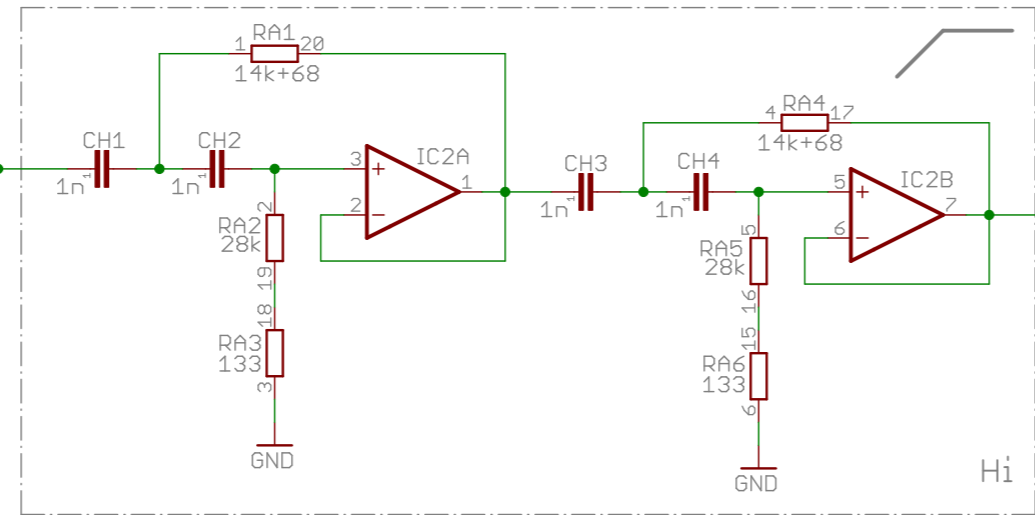 RA1
1 20
14k+68
CH1
1n 1
CH2
1n 1
3
+
2
−
IC2A
1
2
RA2
28k
19
18
RA3
133
3
GND
CH3
1n 1
RA4
4 17
14k+68
CH4
1n 1
5
+
6
−
IC2B
7
5
RA5
28k
16
15
RA6
133
6
GND
Hi